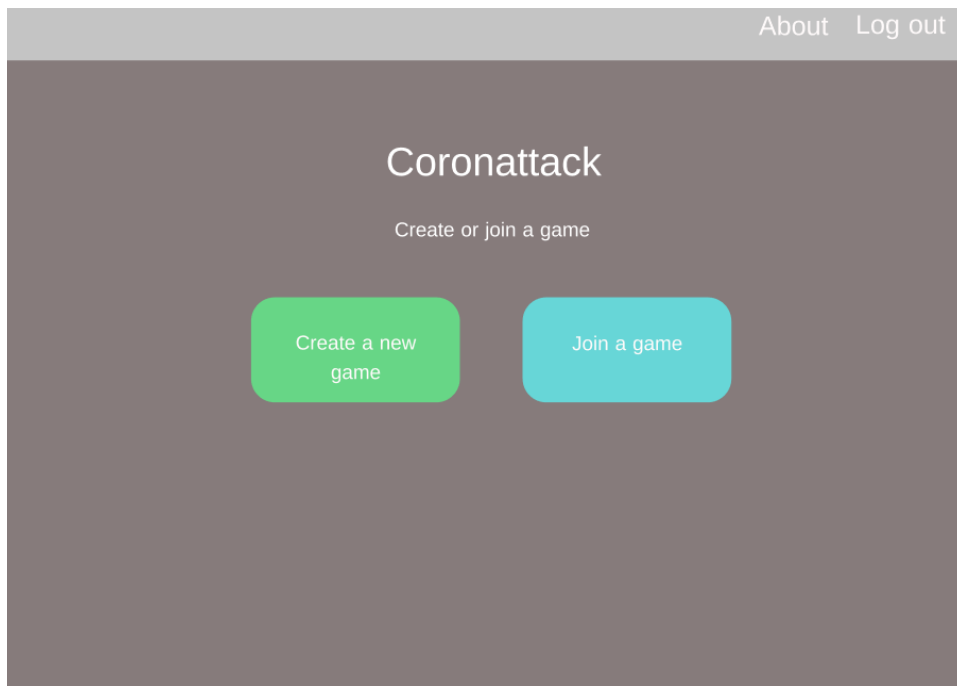 About Log out
Coronattack
Create or join a game
Create a new
game
Join a game